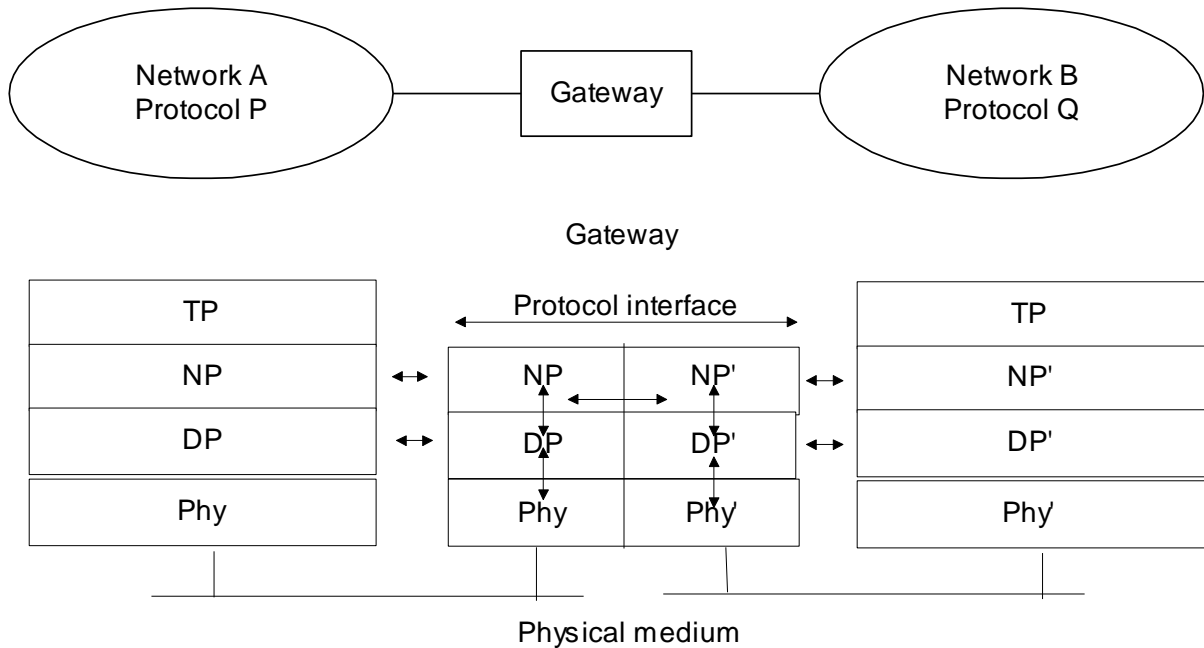 Network A
Protocol P
Gateway
Network B
Protocol Q
Gateway
Protocol interface
TP
TP
NP
NP
NP'
NP'
DP
DP
DP'
DP'
Phy
Phy
Phy'
Phy'
Physical medium